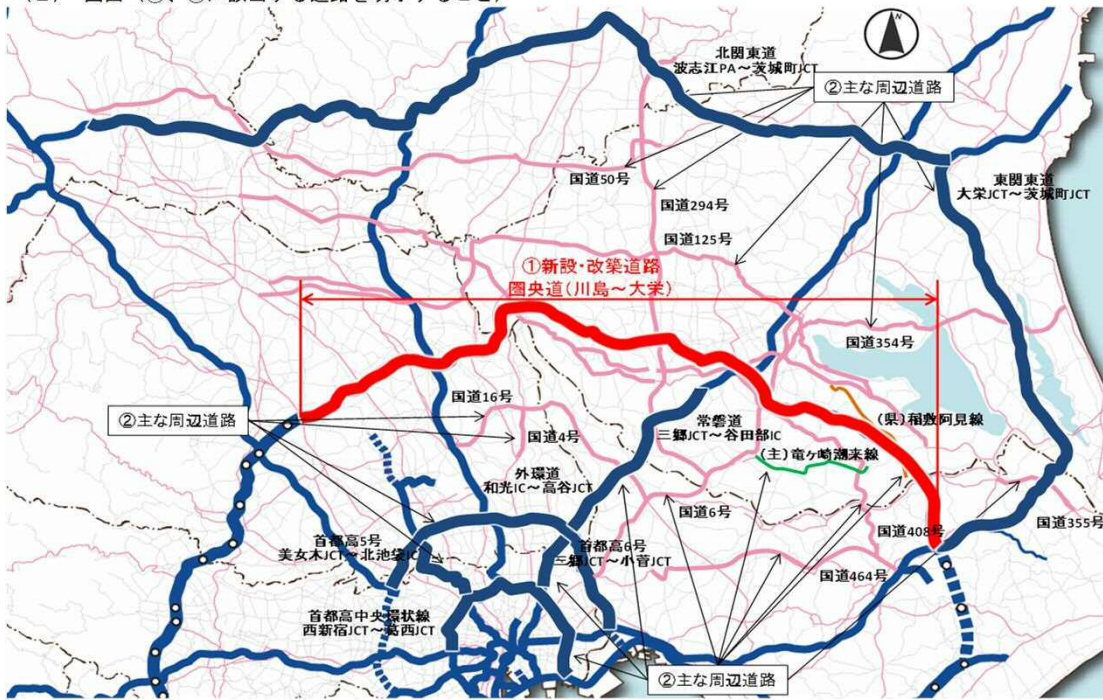 N
北関東道
波志江PA～茨城町JCT
②主な周辺道路
国道50号
東関東道
大栄JCT～茨城町JCT
国道294号
国道125号
①新設・改築道路
圏央道(川島～大栄)
国道354号
国道16号
②主な周辺道路
国道4号
常磐道
三郷JCT～谷田部IC
(県)稲敷阿見線
(主)竜ヶ崎潮来線
外環道
和光IC～高谷JCT
国道6号
国道408号
国道355号
首都高5号
美女木JCT～北池袋IC
首都高6号
三郷JCT～小菅JCT
国道464号
首都高中央環状線
西新宿JCT～葛西JCT
②主な周辺道路